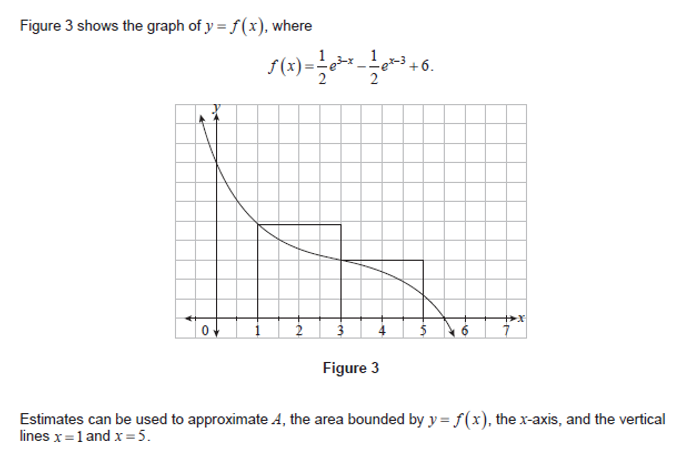 Figure 3 shows the graph of y = f(x), where
f(x) = 1/2 e^(3−x) − 1/2 e^(x−3) + 6.
y
x
0 1 2 3 4 5 6 7
Figure 3
Estimates can be used to approximate A, the area bounded by y = f(x), the x-axis, and the vertical
lines x = 1 and x = 5.